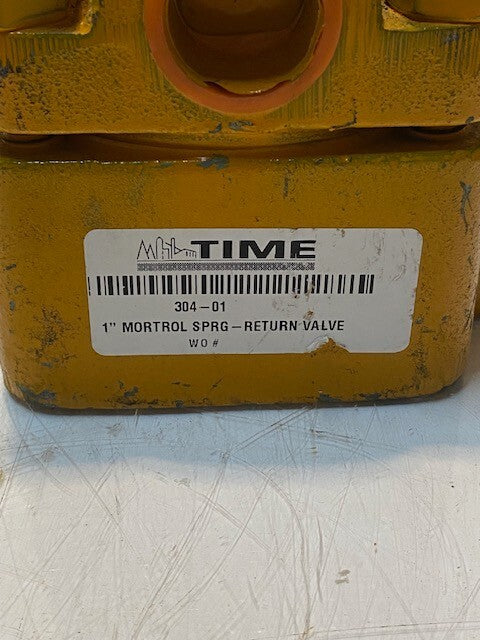 TIME
304-01
1" MORTROL SPRG-RETURN VALVE
WO #